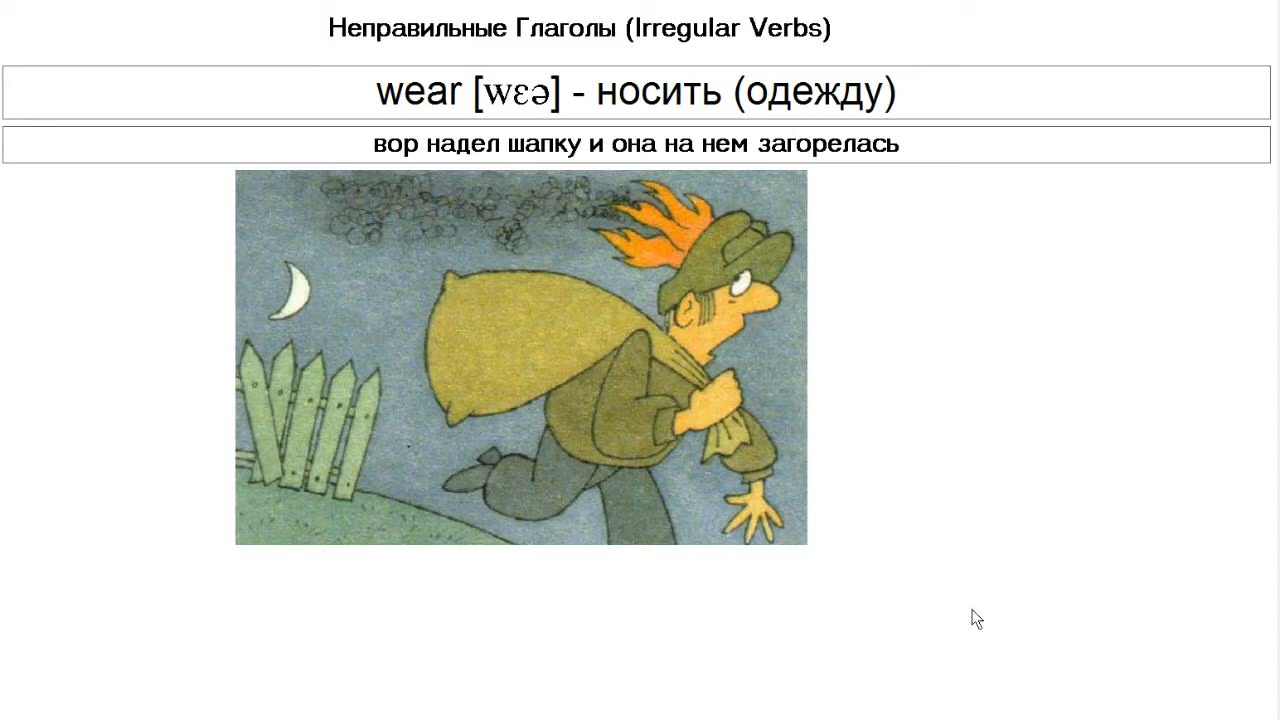 Неправильные Глаголы (Irregular Verbs)
wear [wɛə] - носить (одежду)
вор надел шапку и она на нем загорелась